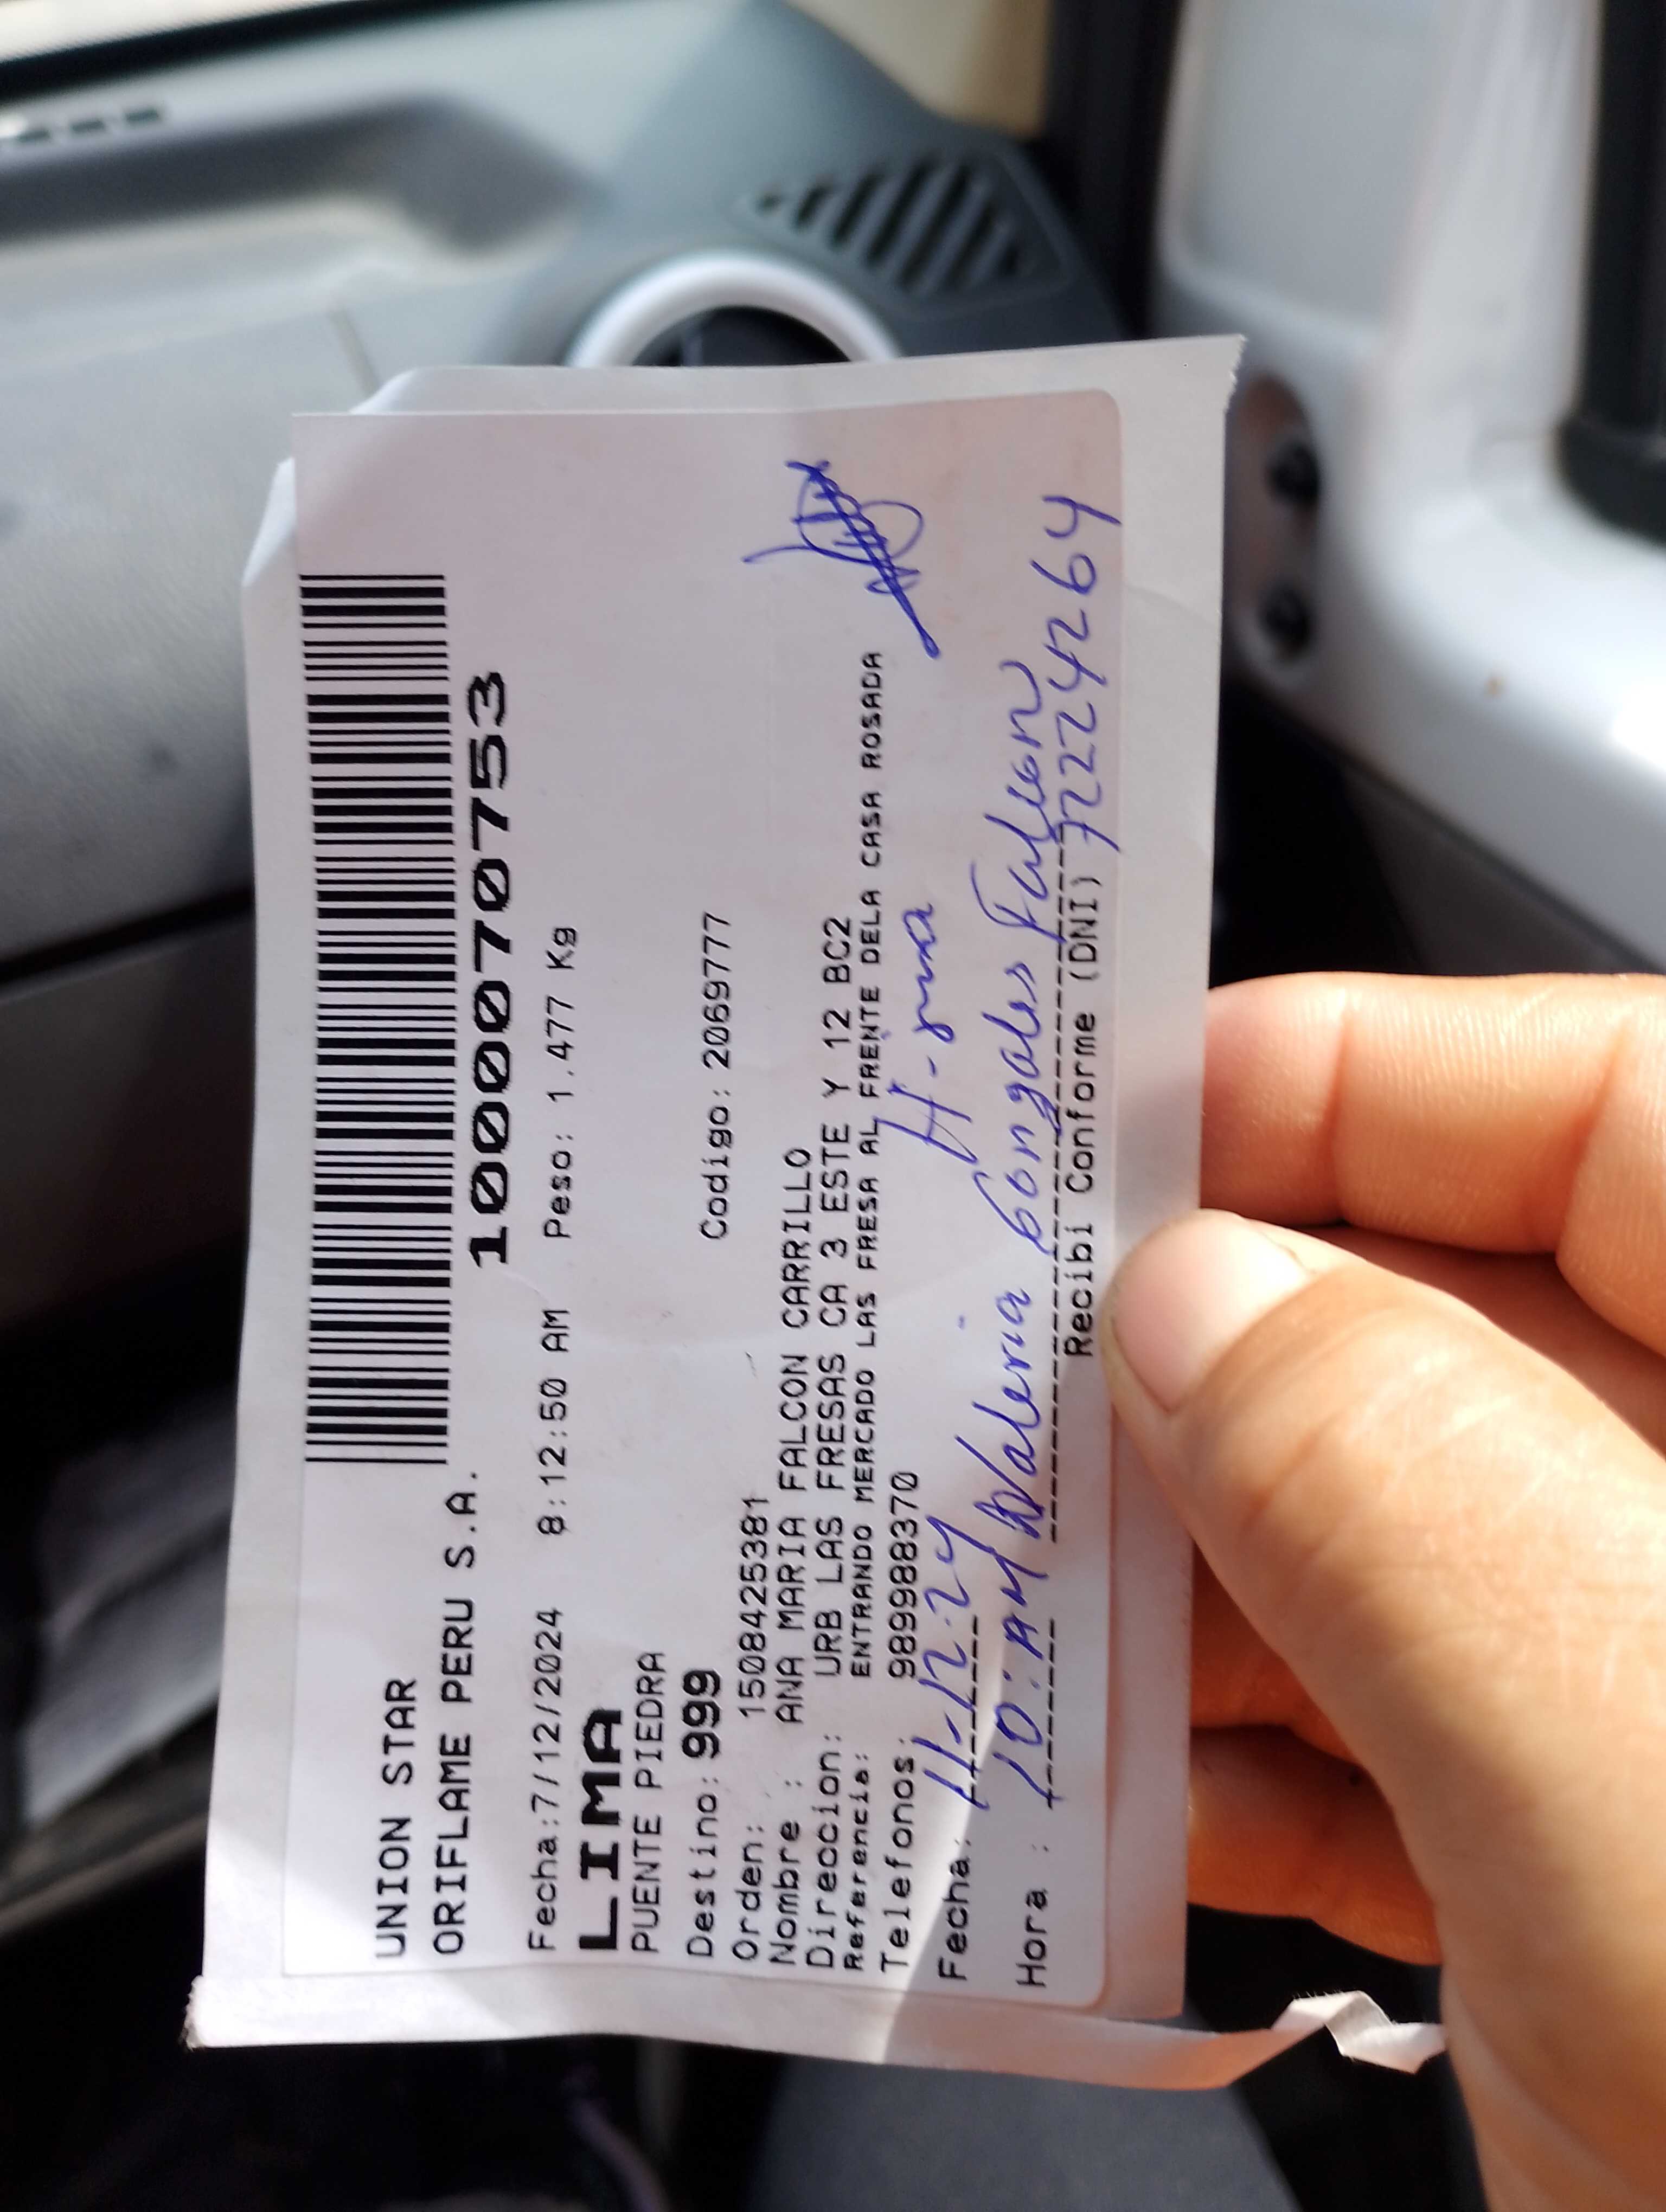 UNION STAR
ORIFLAME PERU S.A.
1000070753
Fecha:7/12/2024 8:12:50 AM Peso: 1.477 Kg
LIMA
PUENTE PIEDRA
Destino: 999 Codigo: 2069777
Orden: 1508425381
Nombre : ANA MARIA FALCON CARRILLO
Direccion: URB LAS FRESAS CA 3 ESTE Y 12 BC2
Referencia: ENTRANDO MERCADO LAS FRESA AL FRENTE DELA CASA ROSADA
Telefonos: 989988370
Fecha: 11-12-24 H-na
Hora : 10:AM Valeria Gonzales Falcon
Recibi Conforme (DNI) 72224264